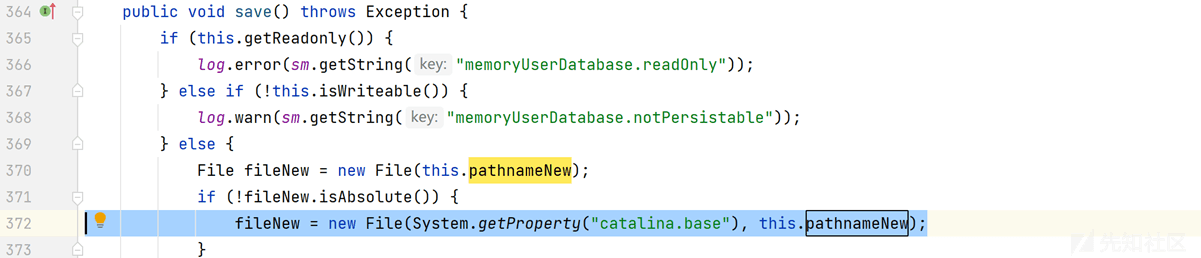 364 public void save() throws Exception {
365 if (this.getReadonly()) {
366 log.error(sm.getString( key: "memoryUserDatabase.readOnly"));
367 } else if (!this.isWriteable()) {
368 log.warn(sm.getString( key: "memoryUserDatabase.notPersistable"));
369 } else {
370 File fileNew = new File(this.pathnameNew);
371 if (!fileNew.isAbsolute()) {
372 fileNew = new File(System.getProperty("catalina.base"), this.pathnameNew);
373 }
先知社区